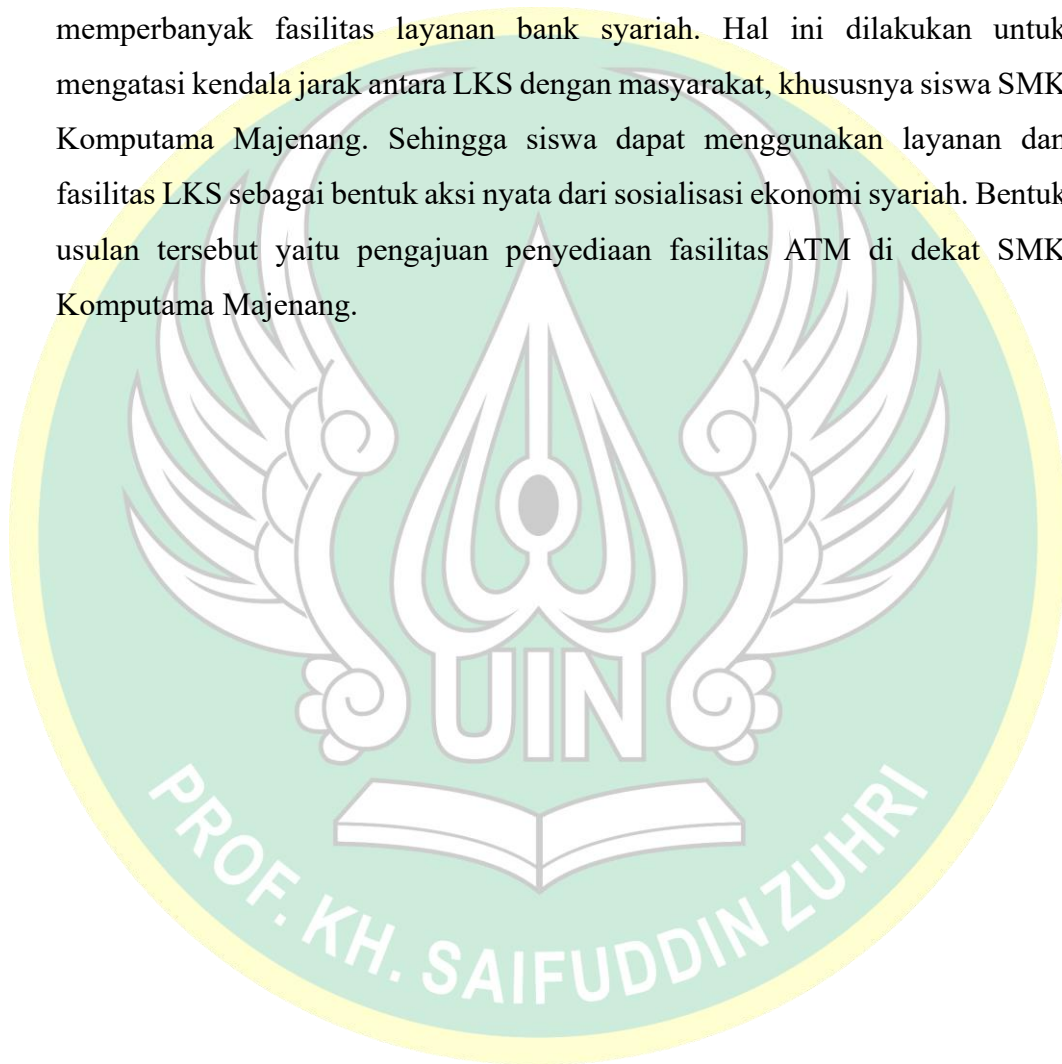 memperbanyak fasilitas layanan bank syariah. Hal ini dilakukan untuk
mengatasi kendala jarak antara LKS dengan masyarakat, khususnya siswa SMK
Komputama Majenang. Sehingga siswa dapat menggunakan layanan dan
fasilitas LKS sebagai bentuk aksi nyata dari sosialisasi ekonomi syariah. Bentuk
usulan tersebut yaitu pengajuan penyediaan fasilitas ATM di dekat SMK
Komputama Majenang.
UIN
PROF. KH. SAIFUDDIN ZUHRI